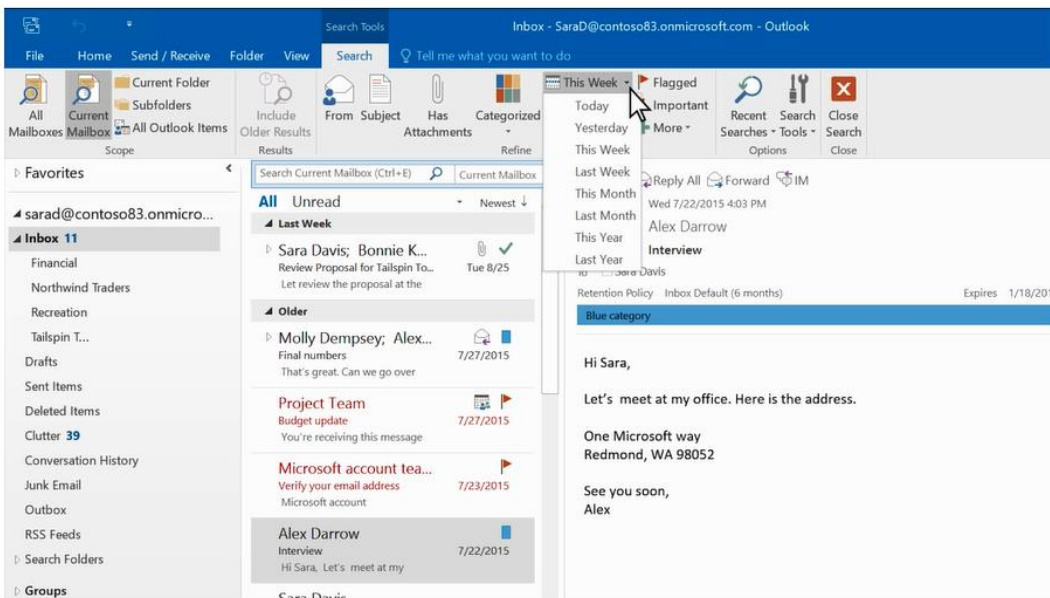 Search Tools
Inbox - SaraD@contoso83.onmicrosoft.com - Outlook
File Home Send / Receive Folder View Search Tell me what you want to do
All Mailboxes
Current Mailbox
Current Folder
Subfolders
All Outlook Items
Scope
Include Older Results
Results
From
Subject
Has Attachments
Categorized
This Week
Flagged
Important
More
Refine
Recent Searches
Search Tools
Options
Close Search
Close
Today
Yesterday
This Week
Last Week
This Month
Last Month
This Year
Last Year
Favorites
sarad@contoso83.onmicro...
Inbox 11
Financial
Northwind Traders
Recreation
Tailspin T...
Drafts
Sent Items
Deleted Items
Clutter 39
Conversation History
Junk Email
Outbox
RSS Feeds
Search Folders
Groups
Search Current Mailbox (Ctrl+E) Current Mailbox
All Unread Newest ↓
Last Week
Sara Davis; Bonnie K...
Review Proposal for Tailspin To... Tue 8/25
Let review the proposal at the
Older
Molly Dempsey; Alex...
Final numbers 7/27/2015
That's great. Can we go over
Project Team
Budget update 7/27/2015
You're receiving this message
Microsoft account tea...
Verify your email address 7/23/2015
Microsoft account
Alex Darrow
Interview 7/22/2015
Hi Sara, Let's meet at my
Sara Davis
Reply All Forward IM
Wed 7/22/2015 4:03 PM
Alex Darrow
Interview
To Sara Davis
Retention Policy Inbox Default (6 months) Expires 1/18/201
Blue category
Hi Sara,
Let's meet at my office. Here is the address.
One Microsoft way
Redmond, WA 98052
See you soon,
Alex